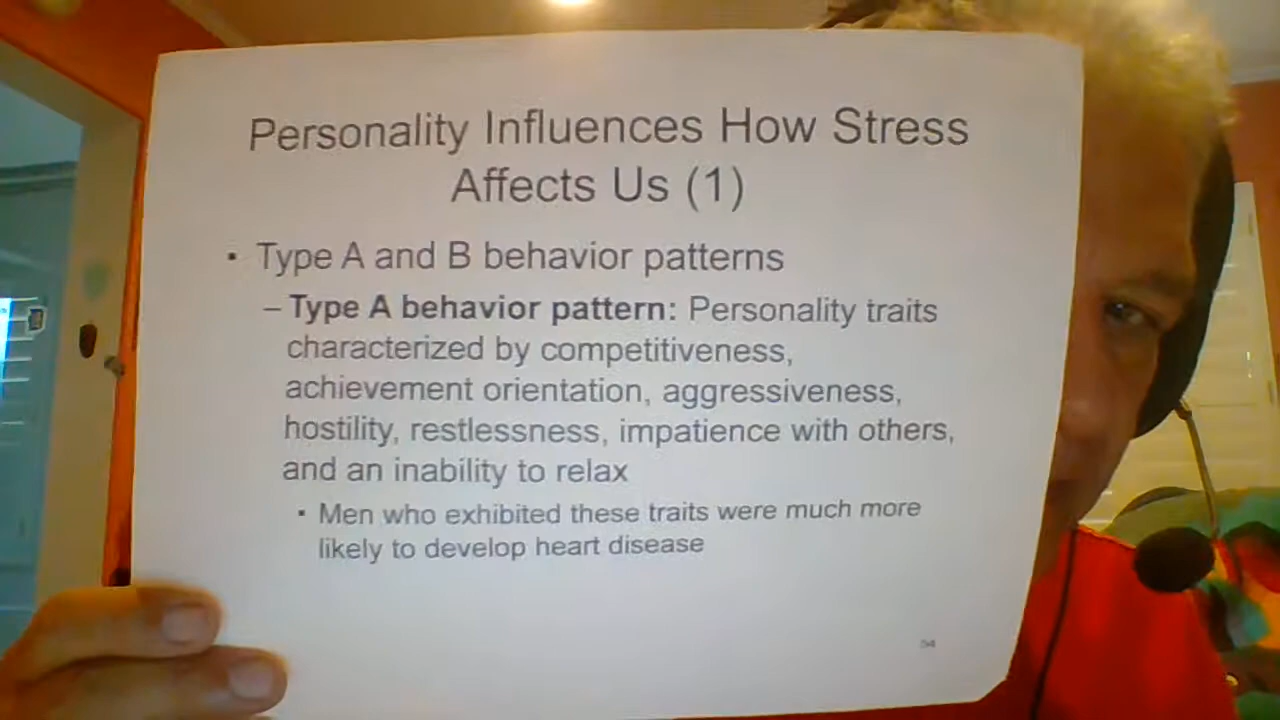 Personality Influences How Stress
Affects Us (1)
▪ Type A and B behavior patterns
– Type A behavior pattern: Personality traits
characterized by competitiveness,
achievement orientation, aggressiveness,
hostility, restlessness, impatience with others,
and an inability to relax
▪ Men who exhibited these traits were much more
likely to develop heart disease
54